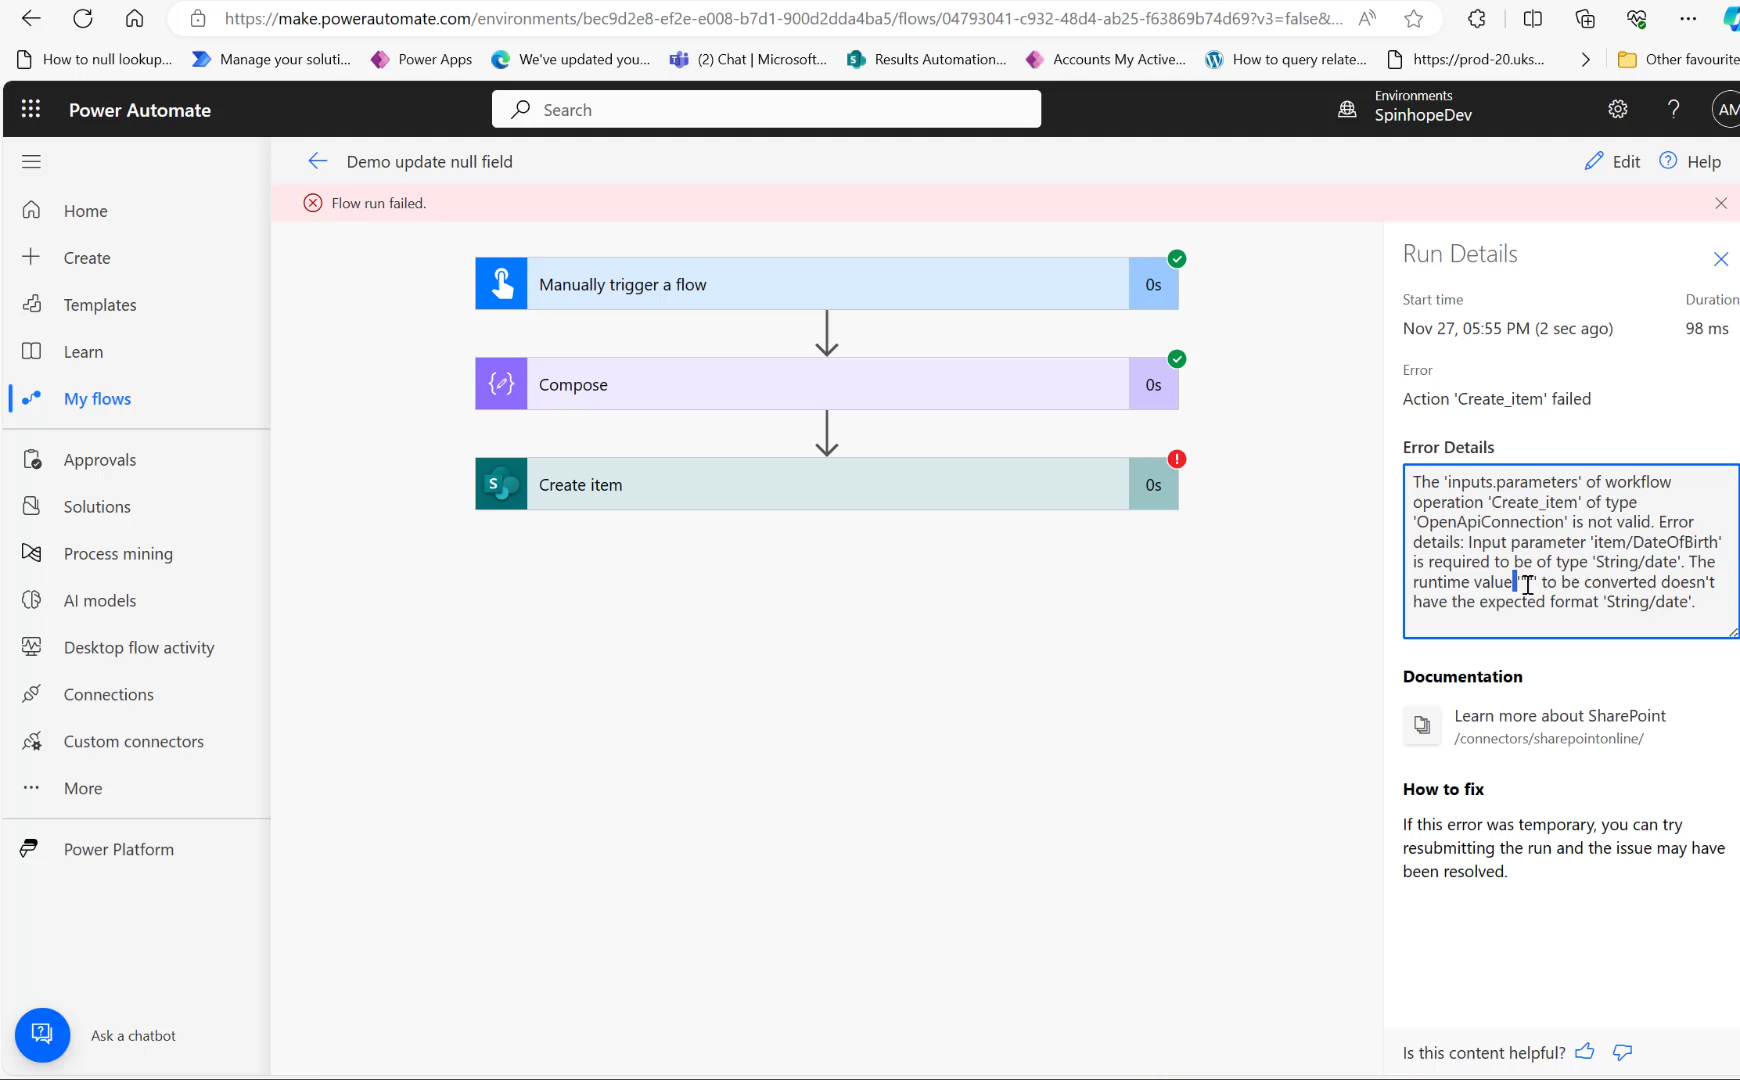 https://make.powerautomate.com/environments/bec9d2e8-ef2e-e008-b7d1-900d2dda4ba5/flows/04793041-c932-48d4-ab25-f63869b74d69?v3=false&...
How to null lookup...
Manage your soluti...
Power Apps
We've updated you...
(2) Chat | Microsoft...
Results Automation...
Accounts My Active...
How to query relate...
https://prod-20.uks...
Other favourite
Power Automate
Search
Environments
SpinhopeDev
AM
Demo update null field
Edit
Help
Flow run failed.
Home
Create
Templates
Learn
My flows
Approvals
Solutions
Process mining
AI models
Desktop flow activity
Connections
Custom connectors
More
Power Platform
Ask a chatbot
Manually trigger a flow
0s
Compose
0s
Create item
0s
Run Details
Start time
Duration
Nov 27, 05:55 PM (2 sec ago)
98 ms
Error
Action 'Create_item' failed
Error Details
The 'inputs.parameters' of workflow
operation 'Create_item' of type
'OpenApiConnection' is not valid. Error
details: Input parameter 'item/DateOfBirth'
is required to be of type 'String/date'. The
runtime value '""' to be converted doesn't
have the expected format 'String/date'.
Documentation
Learn more about SharePoint
/connectors/sharepointonline/
How to fix
If this error was temporary, you can try
resubmitting the run and the issue may have
been resolved.
Is this content helpful?